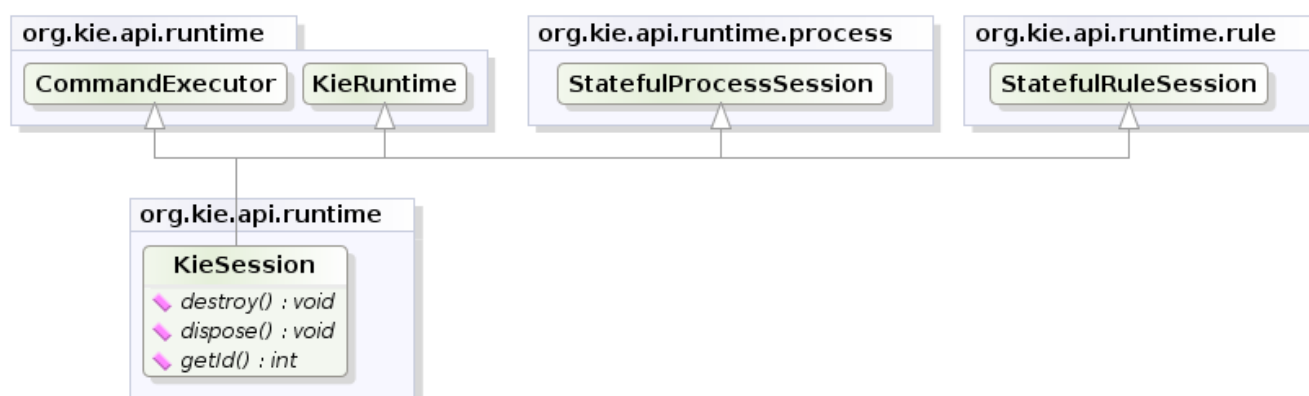 org.kie.api.runtime
CommandExecutor
KieRuntime
org.kie.api.runtime.process
StatefulProcessSession
org.kie.api.runtime.rule
StatefulRuleSession
org.kie.api.runtime
KieSession
destroy() : void
dispose() : void
getId() : int